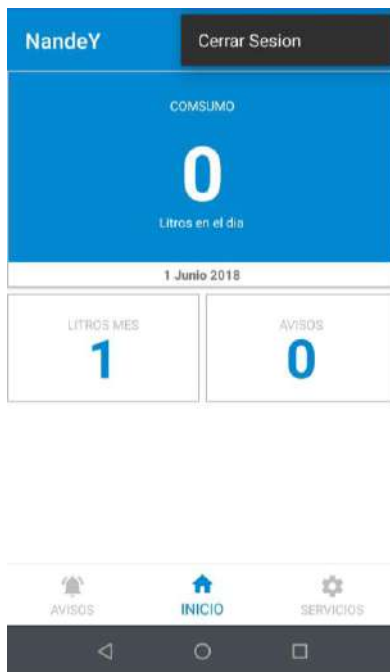 NandeY
Cerrar Sesion
COMSUMO
0
Litros en el dia
1 Junio 2018
LITROS MES
1
AVISOS
0
AVISOS
INICIO
SERVICIOS